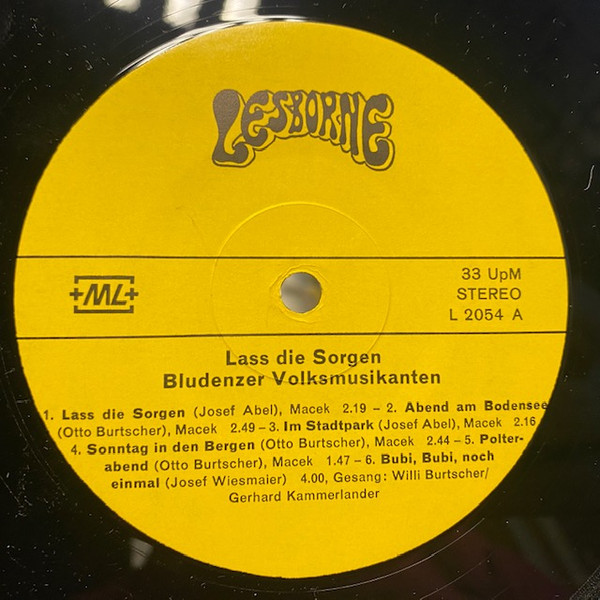 LESBORNE
+ML+
33 UpM
STEREO
L 2054 A
Lass die Sorgen
Bludenzer Volksmusikanten
1. Lass die Sorgen (Josef Abel), Macek 2.19 – 2. Abend am Bodensee
(Otto Burtscher), Macek 2.49 – 3. Im Stadtpark (Josef Abel), Macek 2.16
4. Sonntag in den Bergen (Otto Burtscher), Macek 2.44 – 5. Polter-
abend (Otto Burtscher), Macek 1.47 – 6. Bubi, Bubi, noch
einmal (Josef Wiesmaier) 4.00, Gesang: Willi Burtscher/
Gerhard Kammerlander